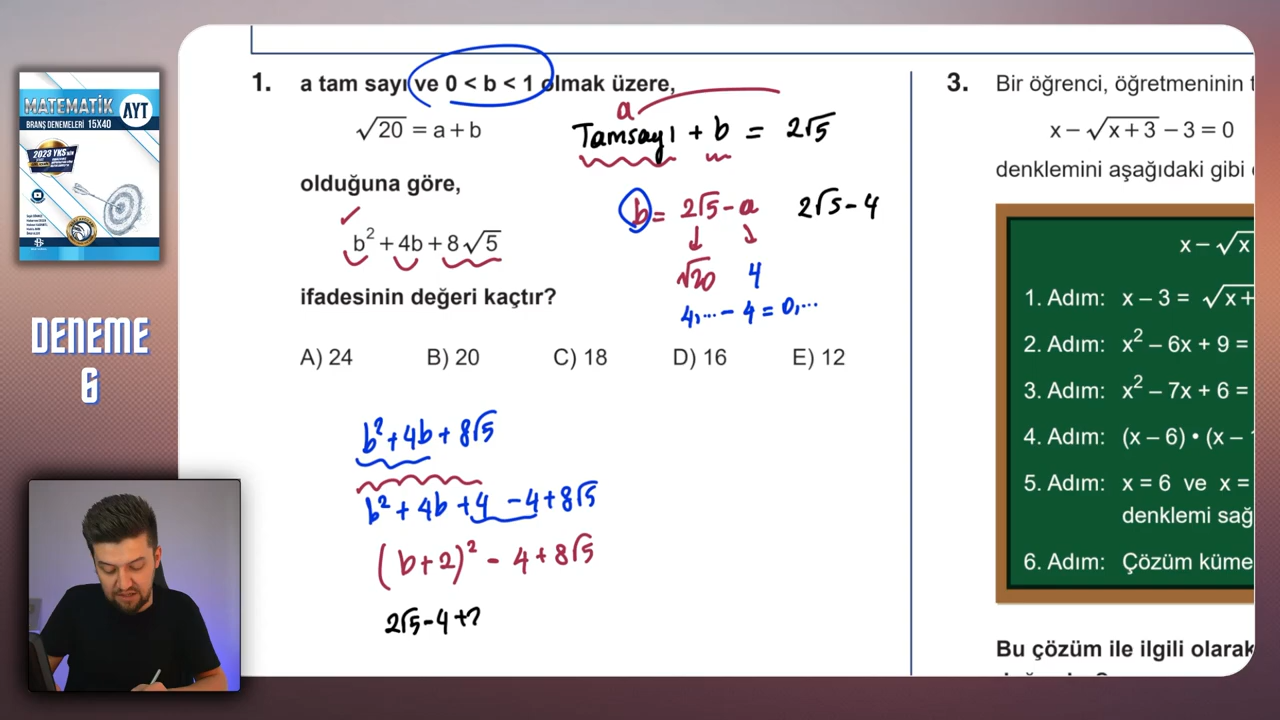 MATEMATİK
AYT
BRANŞ DENEMELERİ 15X40
2023 YKS'NİN
DENEME
6
1. a tam sayı ve 0 < b < 1 olmak üzere,
√20 = a + b
olduğuna göre,
b² + 4b + 8√5
ifadesinin değeri kaçtır?
A) 24 B) 20 C) 18 D) 16 E) 12
a
Tamsayı + b = 2√5
b = 2√5 - a 2√5 - 4
√20 4
4,... - 4 = 0,...
b² + 4b + 8√5
b² + 4b + 4 - 4 + 8√5
(b+2)² - 4 + 8√5
2√5 - 4 + 2
3. Bir öğrenci, öğretmeninin t
x − √x + 3 − 3 = 0
denklemini aşağıdaki gibi
x − √x
1. Adım: x − 3 = √x +
2. Adım: x² − 6x + 9 =
3. Adım: x² − 7x + 6 =
4. Adım: (x − 6) • (x −
5. Adım: x = 6 ve x =
denklemi sağ
6. Adım: Çözüm küme
Bu çözüm ile ilgili olarak